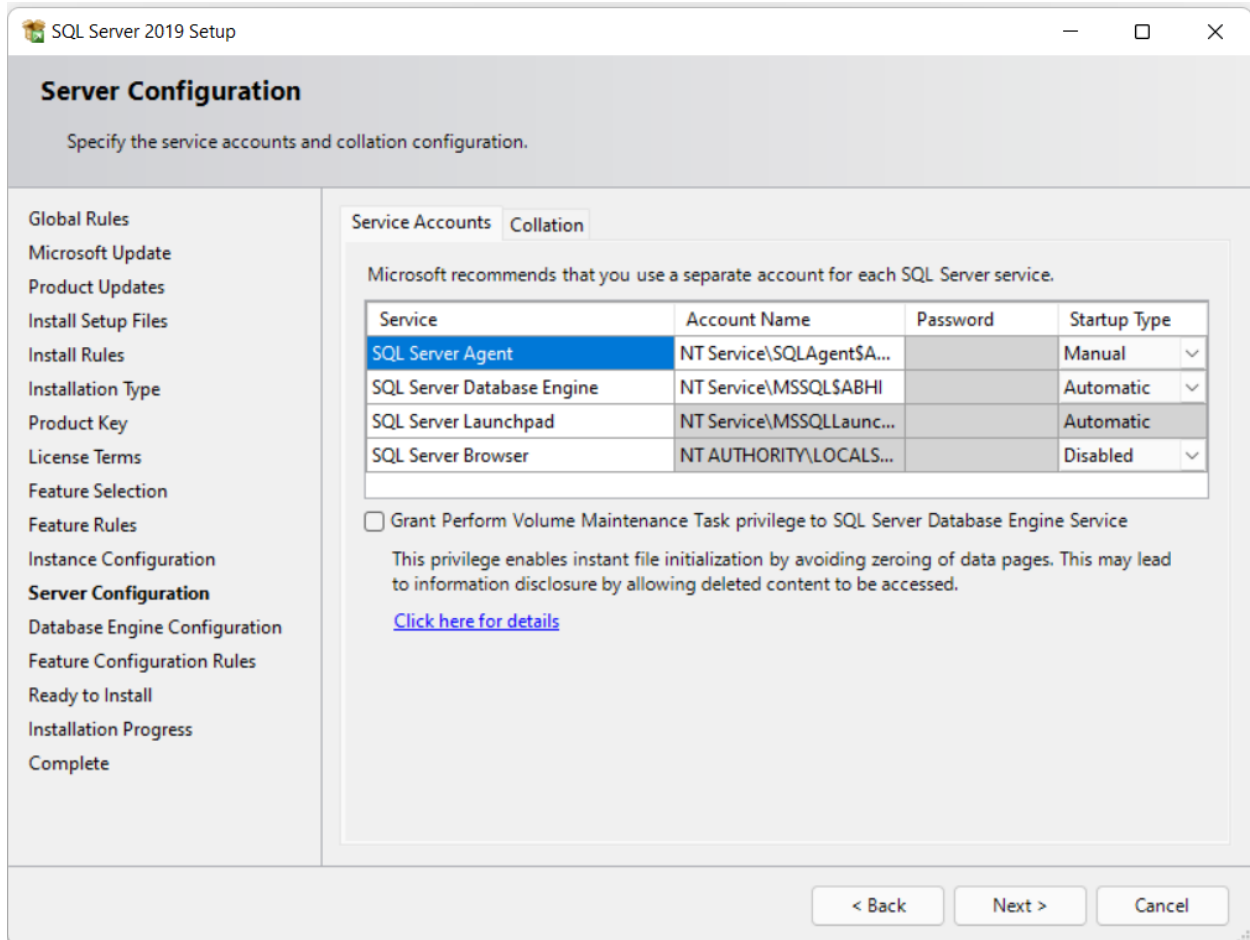 SQL Server 2019 Setup
Server Configuration
Specify the service accounts and collation configuration.
Global Rules
Microsoft Update
Product Updates
Install Setup Files
Install Rules
Installation Type
Product Key
License Terms
Feature Selection
Feature Rules
Instance Configuration
Server Configuration
Database Engine Configuration
Feature Configuration Rules
Ready to Install
Installation Progress
Complete
Service Accounts Collation
Microsoft recommends that you use a separate account for each SQL Server service.
Service Account Name Password Startup Type
SQL Server Agent NT Service\SQLAgent$A... Manual
SQL Server Database Engine NT Service\MSSQL$ABHI Automatic
SQL Server Launchpad NT Service\MSSQLLaunc... Automatic
SQL Server Browser NT AUTHORITY\LOCALS... Disabled
Grant Perform Volume Maintenance Task privilege to SQL Server Database Engine Service
This privilege enables instant file initialization by avoiding zeroing of data pages. This may lead
to information disclosure by allowing deleted content to be accessed.
Click here for details
< Back Next > Cancel